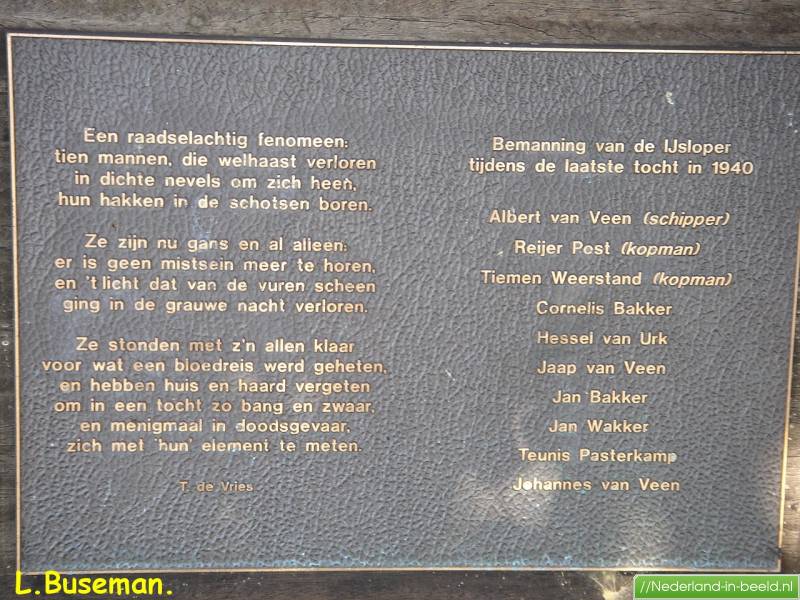 Een raadselachtig fenomeen:
tien mannen, die welhaast verloren
in dichte nevels om zich heen,
hun hakken in de schotsen boren.
Ze zijn nu gans en al alleen:
er is geen mistsein meer te horen,
en 't licht dat van de vuren scheen
ging in de grauwe nacht verloren.
Ze stonden met z'n allen klaar
voor wat een bloedreis werd geheten,
en hebben huis en haard vergeten
om in een tocht zo bang en zwaar,
en menigmaal in doodsgevaar,
zich met 'hun' element te meten.
T. de Vries
Bemanning van de IJsloper
tijdens de laatste tocht in 1940
Albert van Veen (schipper)
Reijer Post (kopman)
Tiemen Weerstand (kopman)
Cornelis Bakker
Hessel van Urk
Jaap van Veen
Jan Bakker
Jan Wakker
Teunis Pasterkamp
Johannes van Veen
L.Buseman.
//Nederland-in-beeld.nl